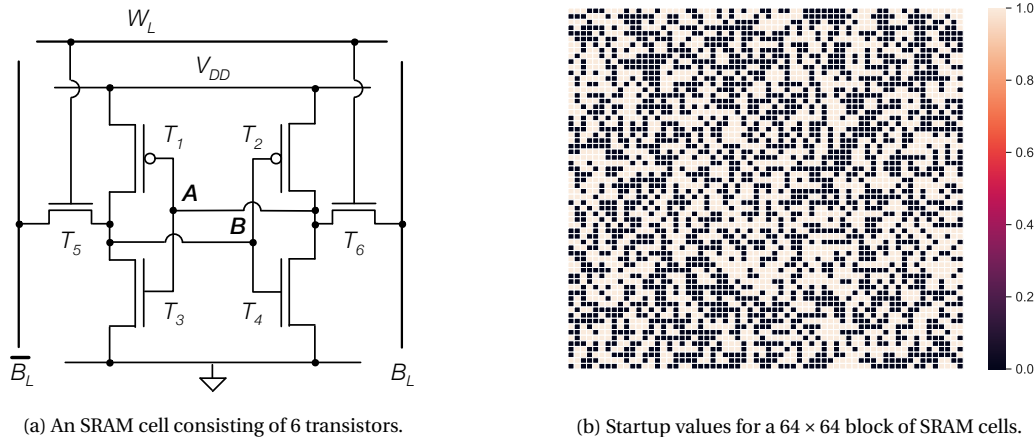 W_L
V_DD
T_1
T_2
A
B
T_5
T_6
T_3
T_4
B̅_L
B_L
1.0
0.8
0.6
0.4
0.2
0.0
(a) An SRAM cell consisting of 6 transistors.
(b) Startup values for a 64 × 64 block of SRAM cells.